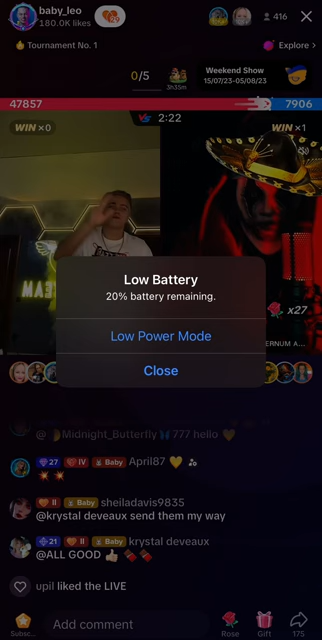 baby_leo
180.0K likes
416
Tournament No. 1
Explore >
0/5
3h35m
Weekend Show
15/07/23-05/08/23
47857
7906
WIN ×0
VS 2:22
WIN ×1
x27
ERNUM A...
Low Battery
20% battery remaining.
Low Power Mode
Close
@🌛Midnight_Butterfly🦋777 hello 💛
27 IV Baby April87 💛
💥💥
II Baby sheiladavis9835
@krystal deveaux send them my way
21 II Baby krystal deveaux
@ALL GOOD 👍🏼 🍫🍫
upil liked the LIVE
Subsc...
Add comment
Rose
Gift
175